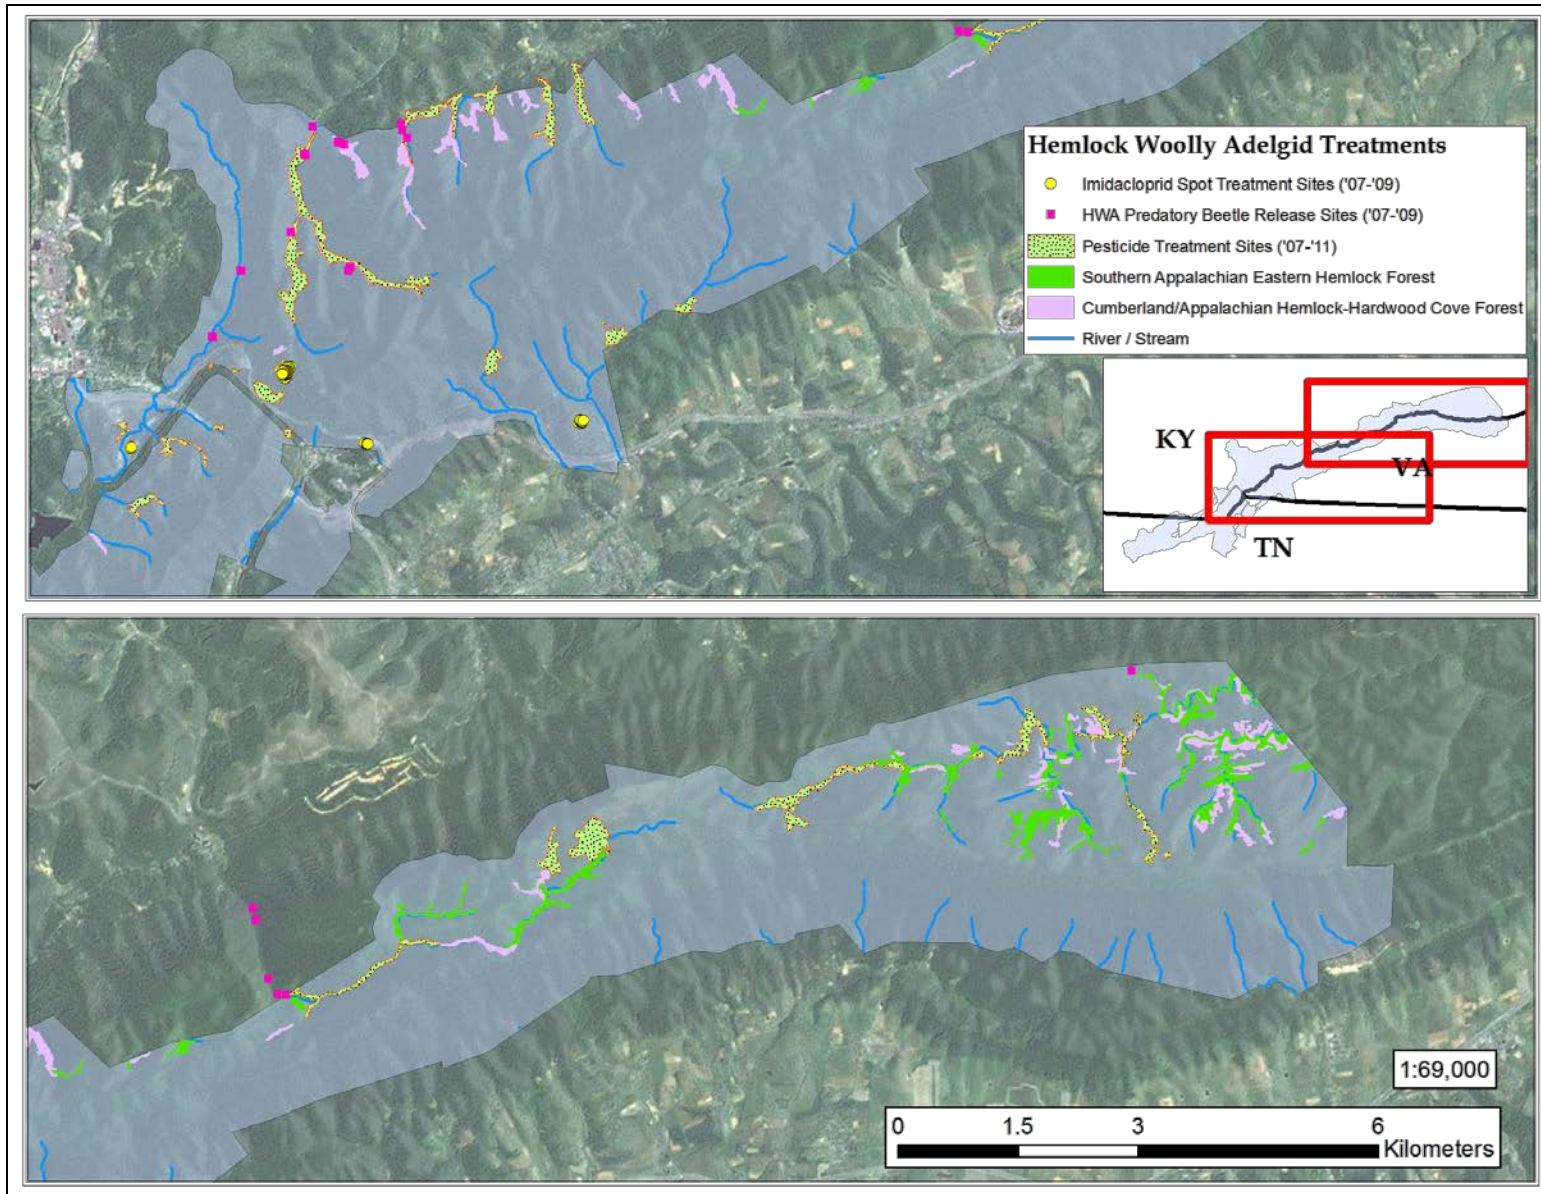 Hemlock Woolly Adelgid Treatments
Imidacloprid Spot Treatment Sites ('07-'09)
HWA Predatory Beetle Release Sites ('07-'09)
Pesticide Treatment Sites ('07-'11)
Southern Appalachian Eastern Hemlock Forest
Cumberland/Appalachian Hemlock-Hardwood Cove Forest
River / Stream
KY
VA
TN
1:69,000
0 1.5 3 6
Kilometers